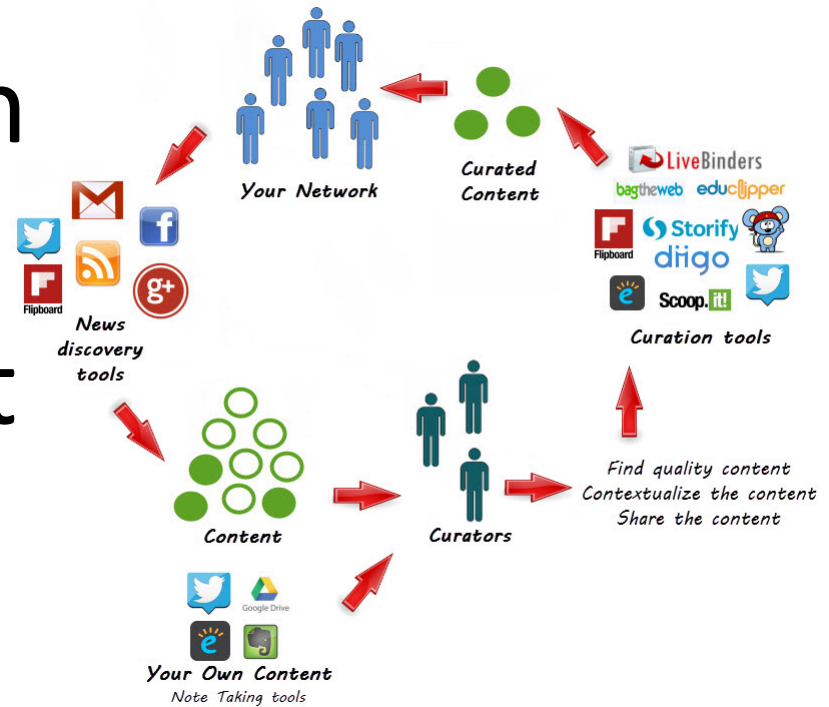 n
t
Your Network
Curated
Content
LiveBinders
bagtheweb educlipper
Flipboard
Storify
diigo
Scoop.it!
Curation tools
g+
Flipboard
News
discovery
tools
Content
Curators
Find quality content
Contextualize the content
Share the content
Google Drive
Your Own Content
Note Taking tools